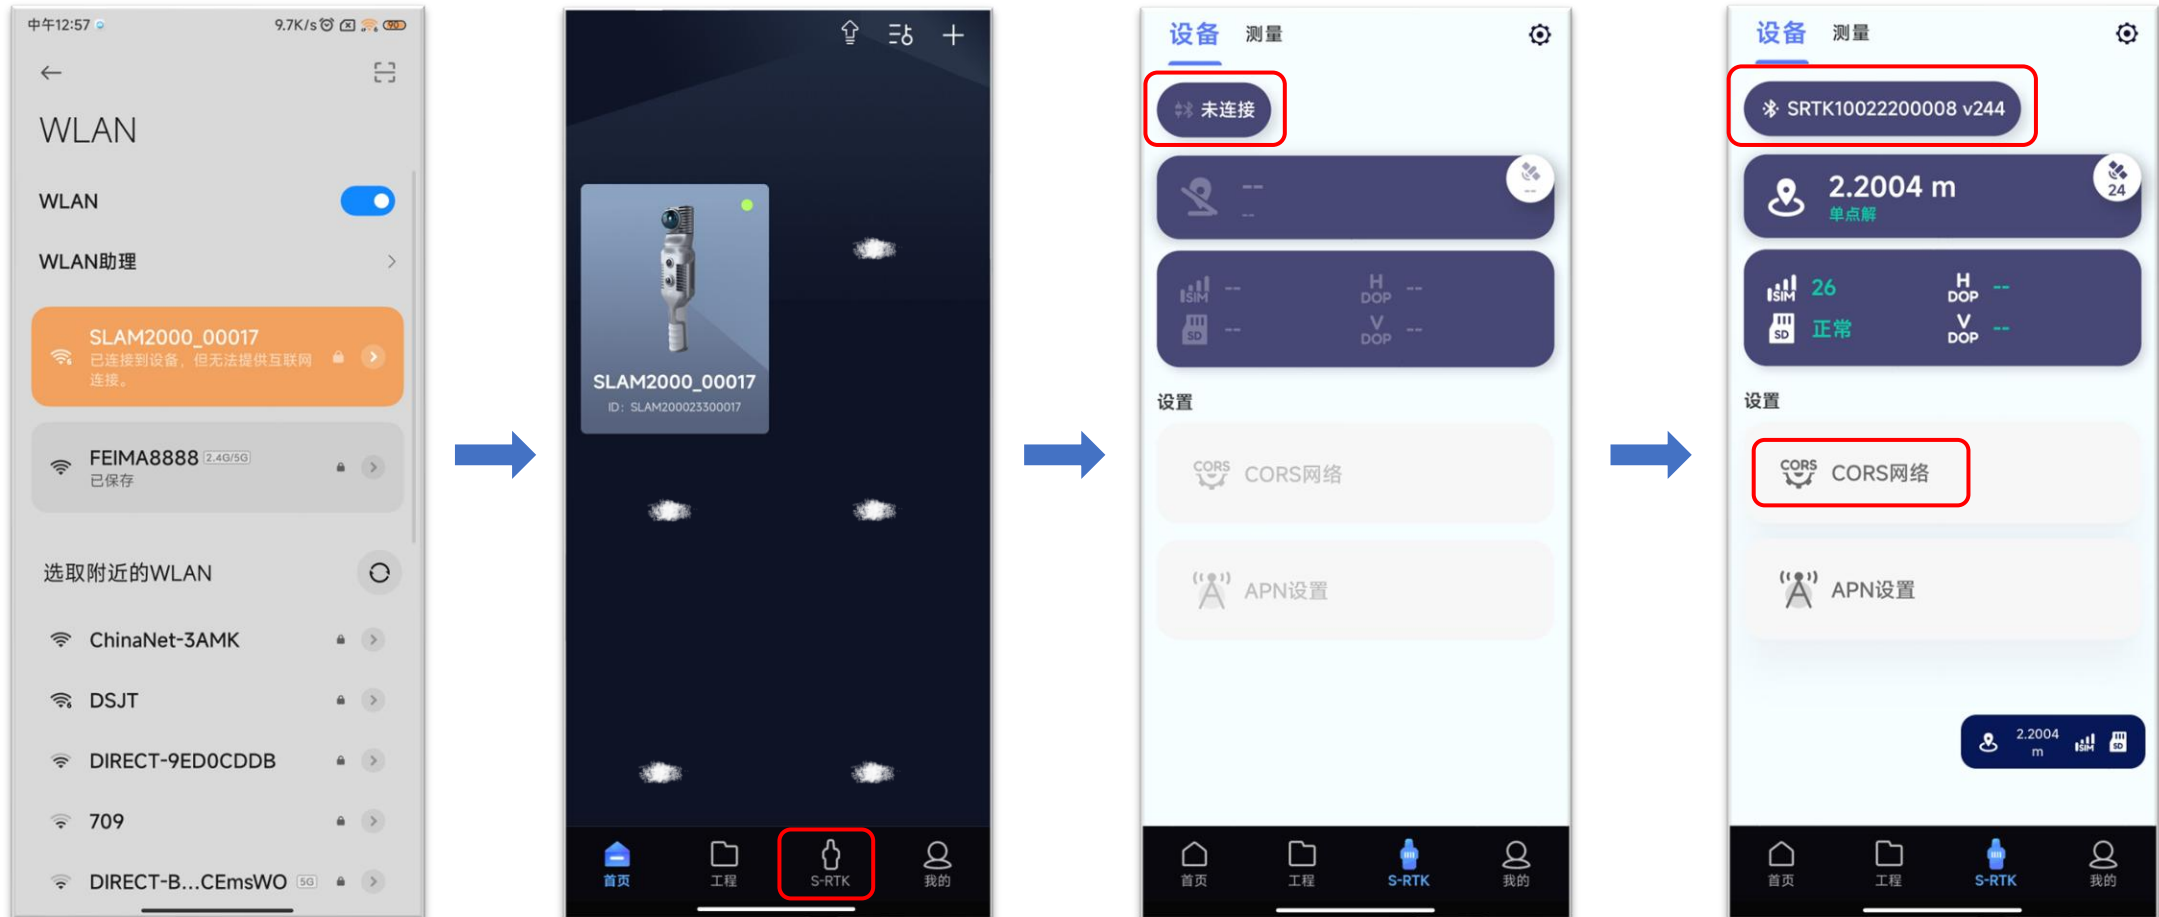 中午12:57
9.7K/s
90
WLAN
WLAN
WLAN助理
SLAM2000_00017
已连接到设备，但无法提供互联网
连接。
FEIMA8888 2.4G/5G
已保存
选取附近的WLAN
ChinaNet-3AMK
DSJT
DIRECT-9ED0CDDB
709
DIRECT-B...CEmsWO 5G
SLAM2000_00017
ID: SLAM200023300017
首页
工程
S-RTK
我的
设备 测量
未连接
--
--
--
SIM --
H
DOP --
SD --
V
DOP --
设置
CORS CORS网络
APN设置
首页
工程
S-RTK
我的
设备 测量
SRTK10022200008 v244
2.2004 m
单点解
24
SIM 26
H
DOP --
SD 正常
V
DOP --
设置
CORS CORS网络
APN设置
2.2004
m
SIM
SD
首页
工程
S-RTK
我的